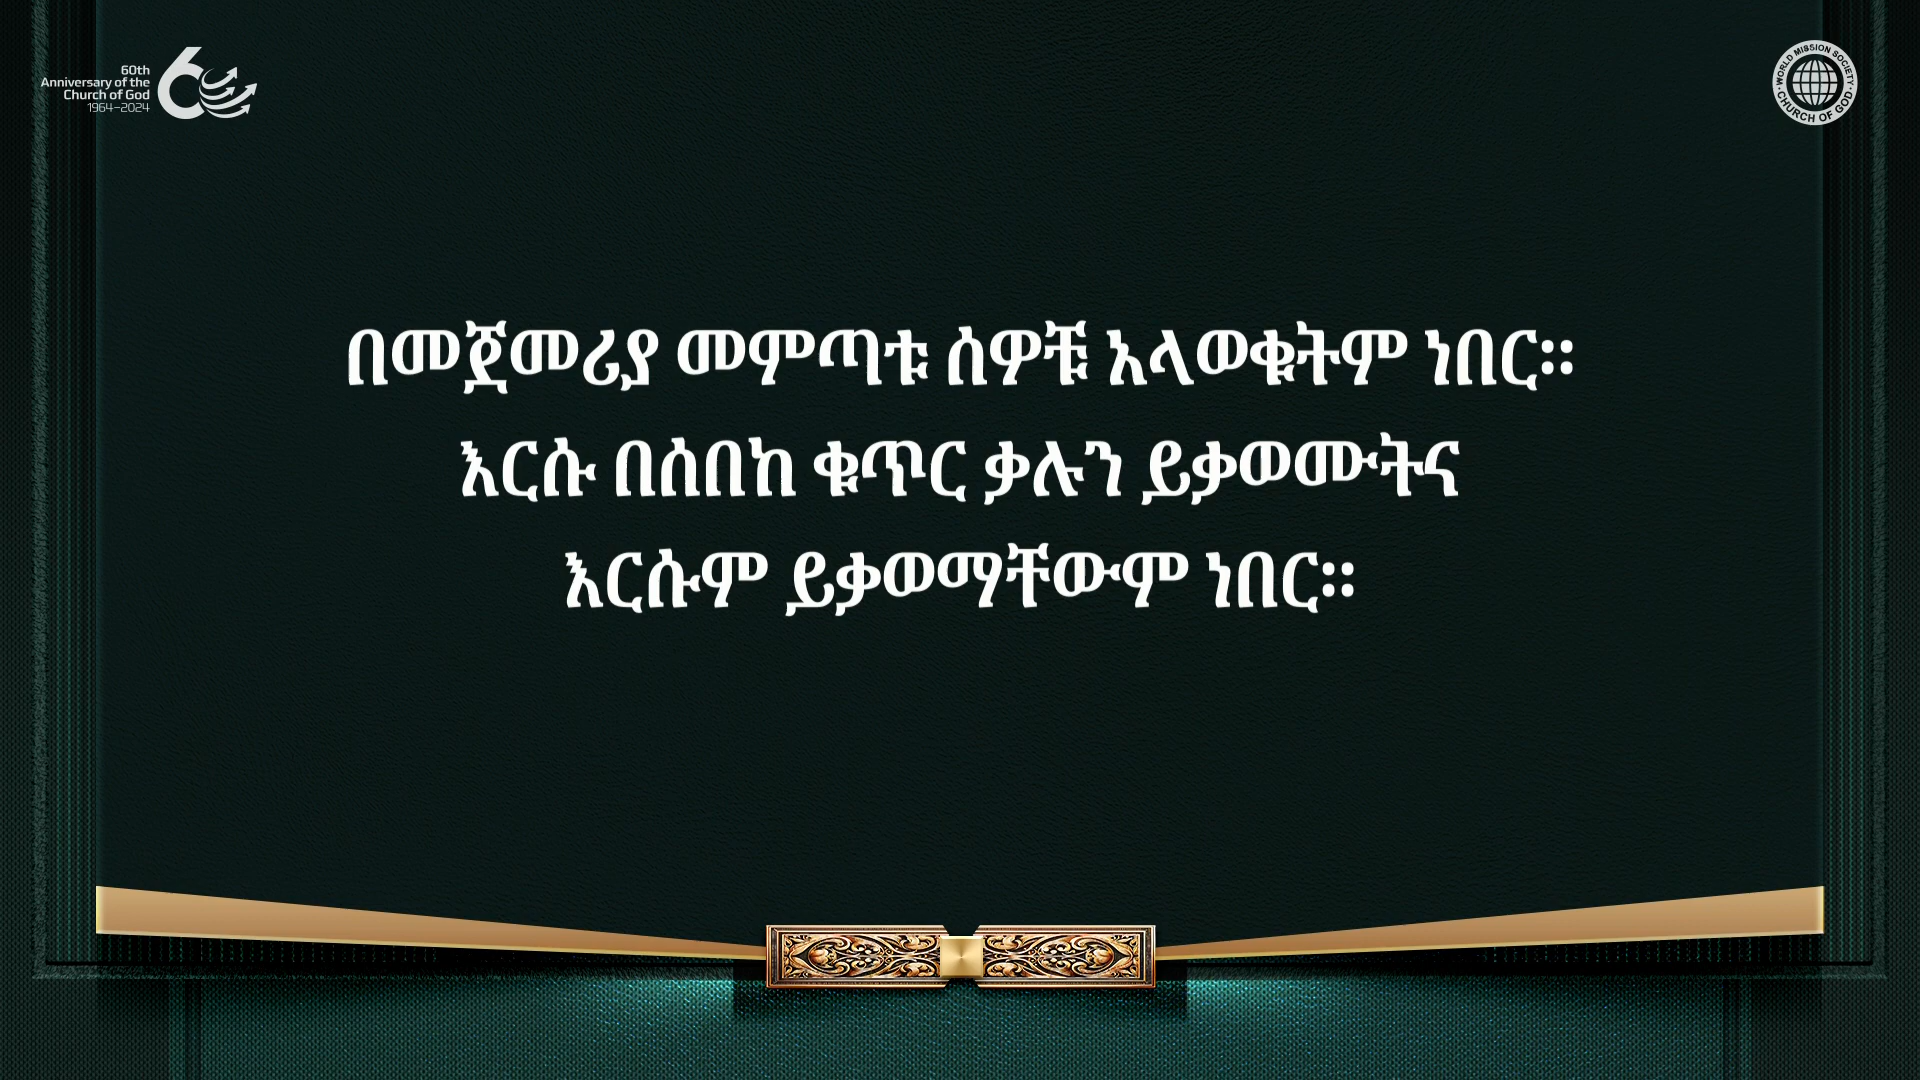 60th
Anniversary of the
Church of God
1964–2024
WORLD MISSION SOCIETY
CHURCH OF GOD
በመጀመሪያ መምጣቱ ሰዎቹ አላወቁትም ነበር።
እርሱ በሰበከ ቁጥር ቃሉን ይቃወሙትና
እርሱም ይቃወማቸውም ነበር።